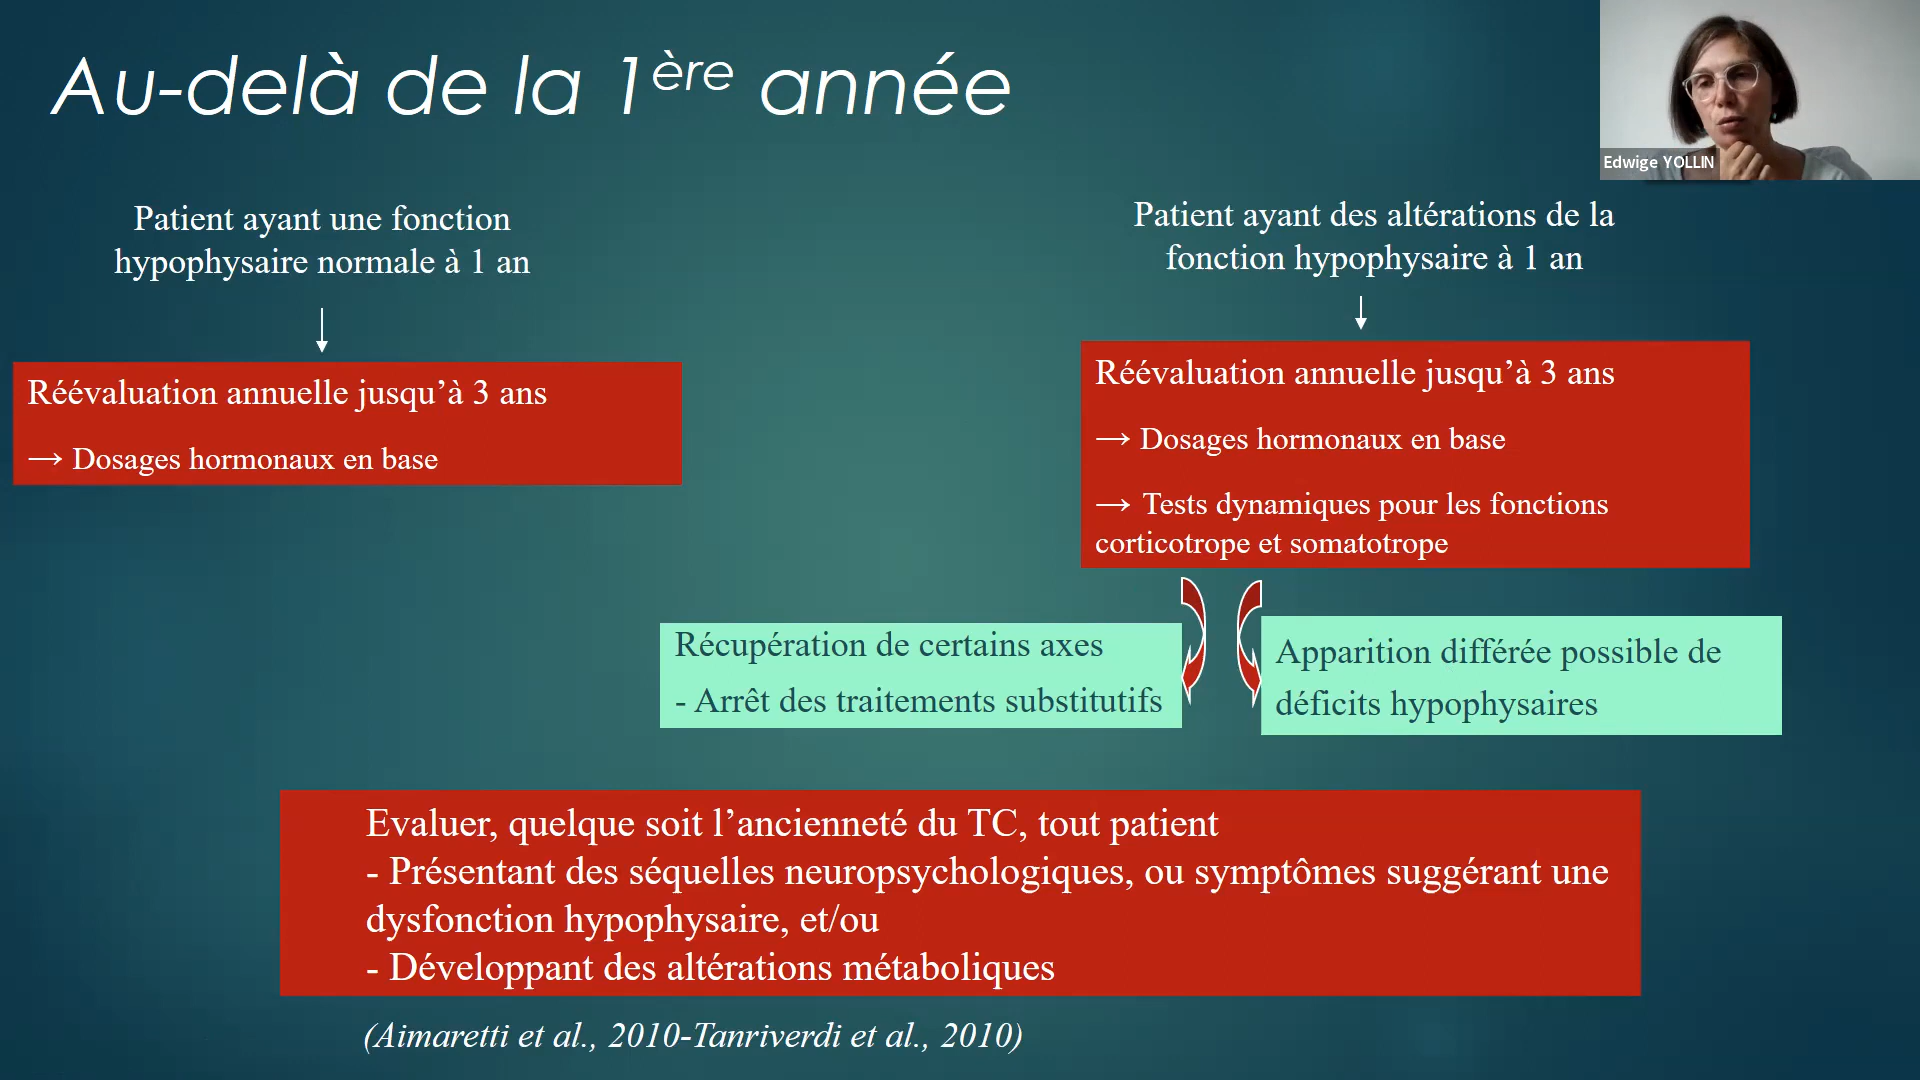 Au-delà de la 1ère année
Edwige YOLLIN
Patient ayant une fonction
hypophysaire normale à 1 an
Réévaluation annuelle jusqu’à 3 ans
→ Dosages hormonaux en base
Patient ayant des altérations de la
fonction hypophysaire à 1 an
Réévaluation annuelle jusqu’à 3 ans
→ Dosages hormonaux en base
→ Tests dynamiques pour les fonctions
corticotrope et somatotrope
Récupération de certains axes
- Arrêt des traitements substitutifs
Apparition différée possible de
déficits hypophysaires
Evaluer, quelque soit l’ancienneté du TC, tout patient
- Présentant des séquelles neuropsychologiques, ou symptômes suggérant une
dysfonction hypophysaire, et/ou
- Développant des altérations métaboliques
(Aimaretti et al., 2010-Tanriverdi et al., 2010)